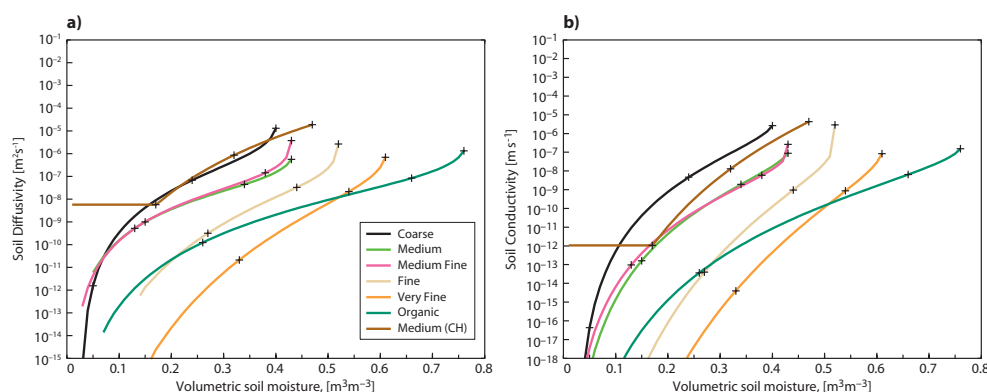 a)
Soil Diffusivity [m²s⁻¹]
10⁻¹
10⁻²
10⁻³
10⁻⁴
10⁻⁵
10⁻⁶
10⁻⁷
10⁻⁸
10⁻⁹
10⁻¹⁰
10⁻¹¹
10⁻¹²
10⁻¹³
10⁻¹⁴
10⁻¹⁵
0.0 0.1 0.2 0.3 0.4 0.5 0.6 0.7 0.8
Volumetric soil moisture, [m³m⁻³]
Coarse
Medium
Medium Fine
Fine
Very Fine
Organic
Medium (CH)
b)
Soil Conductivity [m s⁻¹]
10⁻¹
10⁻²
10⁻³
10⁻⁴
10⁻⁵
10⁻⁶
10⁻⁷
10⁻⁸
10⁻⁹
10⁻¹⁰
10⁻¹¹
10⁻¹²
10⁻¹³
10⁻¹⁴
10⁻¹⁵
10⁻¹⁶
10⁻¹⁷
10⁻¹⁸
0.0 0.1 0.2 0.3 0.4 0.5 0.6 0.7 0.8
Volumetric soil moisture, [m³m⁻³]